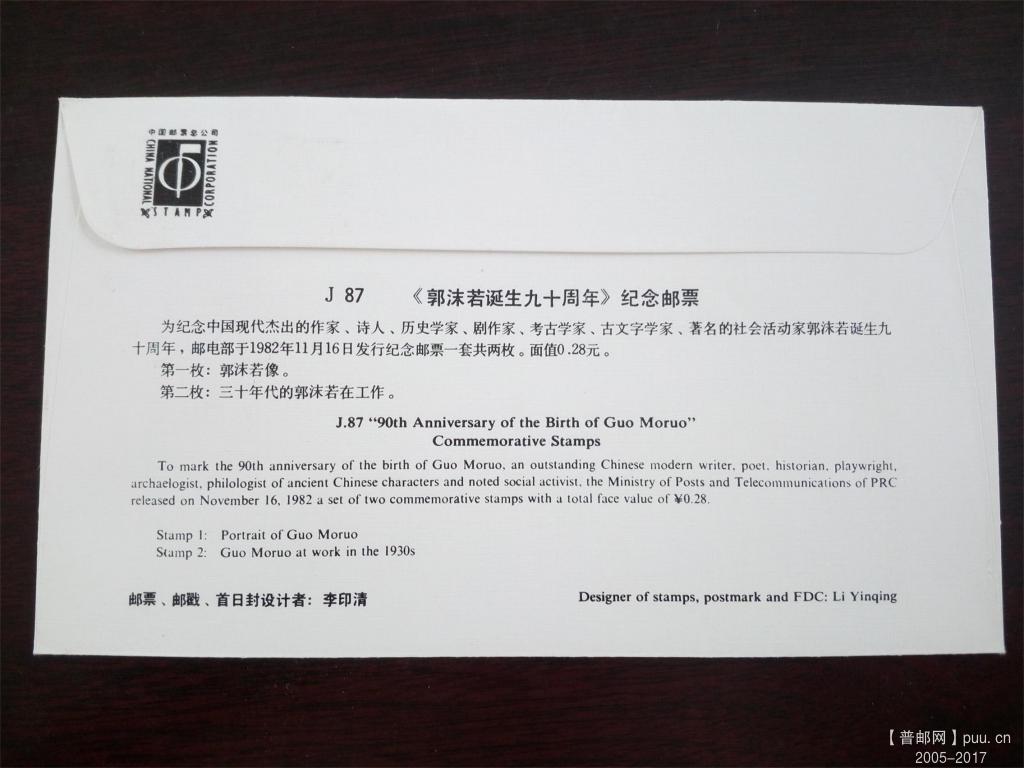 中国邮票总公司
CHINA NATIONAL
STAMP
CORPORATION
J 87 《郭沫若诞生九十周年》纪念邮票
为纪念中国现代杰出的作家、诗人、历史学家、剧作家、考古学家、古文字学家、著名的社会活动家郭沫若诞生九
十周年，邮电部于1982年11月16日发行纪念邮票一套共两枚。面值0.28元。
第一枚：郭沫若像。
第二枚：三十年代的郭沫若在工作。
J.87 “90th Anniversary of the Birth of Guo Moruo”
Commemorative Stamps
To mark the 90th anniversary of the birth of Guo Moruo, an outstanding Chinese modern writer, poet, historian, playwright,
archaelogist, philologist of ancient Chinese characters and noted social activist, the Ministry of Posts and Telecommunications of PRC
released on November 16, 1982 a set of two commemorative stamps with a total face value of ¥0.28.
Stamp 1: Portrait of Guo Moruo
Stamp 2: Guo Moruo at work in the 1930s
邮票、邮戳、首日封设计者：李印清
Designer of stamps, postmark and FDC: Li Yinqing
【普邮网】puu.cn
2005-2017